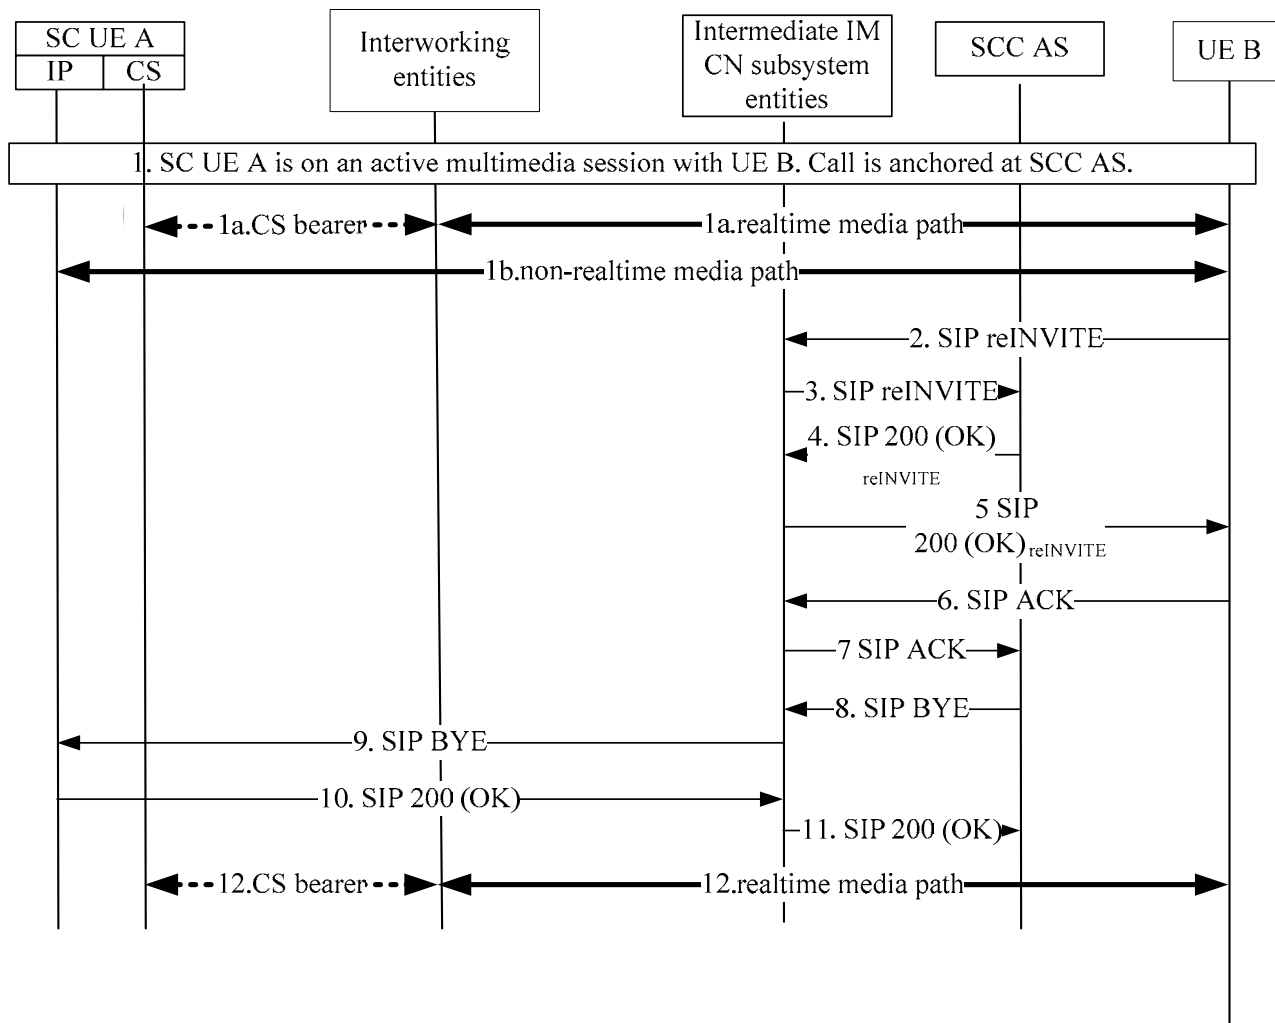 SC UE A
IP
CS
Interworking
entities
Intermediate IM
CN subsystem
entities
SCC AS
UE B
1. SC UE A is on an active multimedia session with UE B. Call is anchored at SCC AS.
1a.CS bearer
1a.realtime media path
1b.non-realtime media path
2. SIP reINVITE
3. SIP reINVITE
4. SIP 200 (OK)
reINVITE
5 SIP
200 (OK)reINVITE
6. SIP ACK
7 SIP ACK
8. SIP BYE
9. SIP BYE
10. SIP 200 (OK)
11. SIP 200 (OK)
12.CS bearer
12.realtime media path